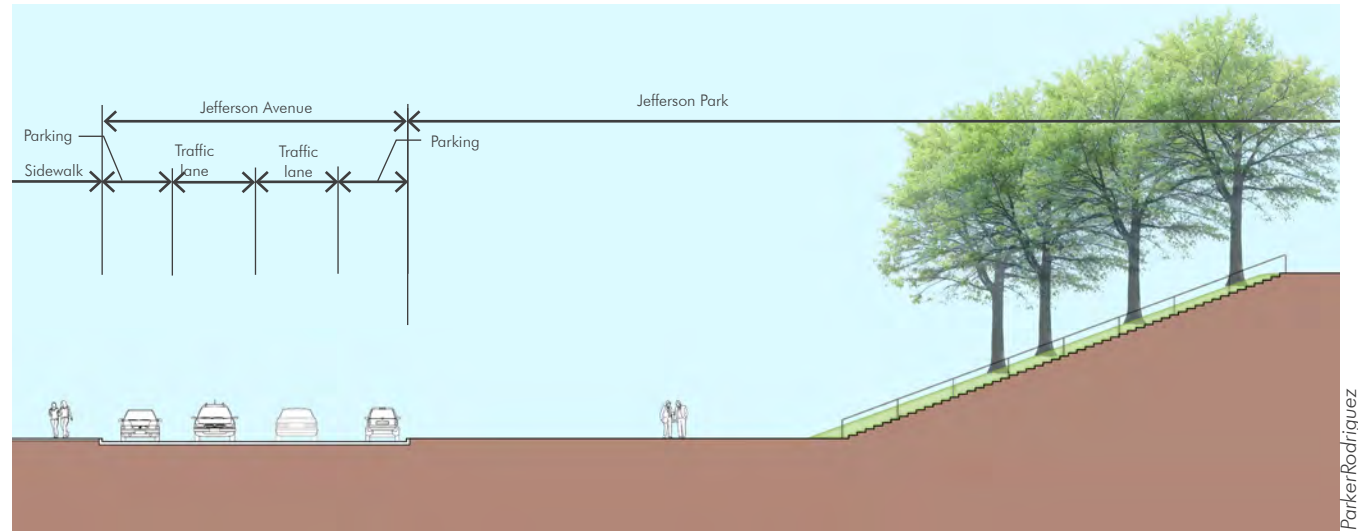 Jefferson Avenue
Jefferson Park
Parking
Parking
Sidewalk
Traffic
lane
Traffic
lane
ParkerRodriguez